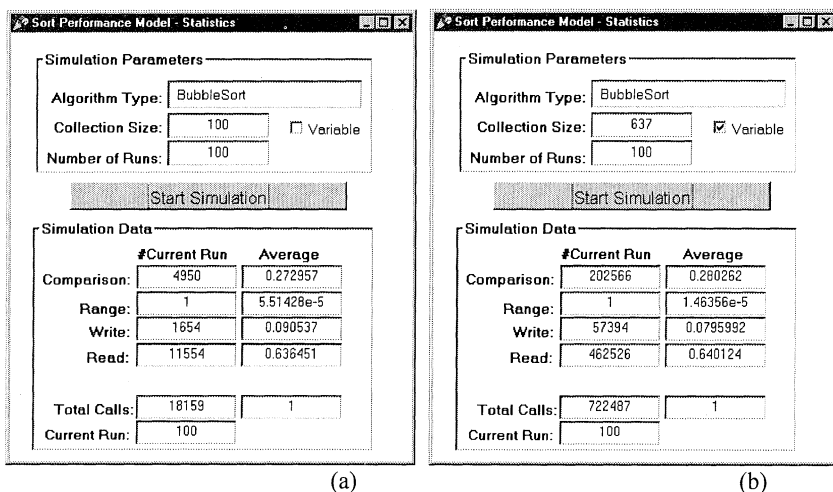 Sort Performance Model - Statistics
Simulation Parameters
Algorithm Type: BubbleSort
Collection Size: 100 Variable
Number of Runs: 100
Start Simulation
Simulation Data
#Current Run Average
Comparison: 4950 0.272957
Range: 1 5.51428e-5
Write: 1654 0.090537
Read: 11554 0.636451
Total Calls: 18159 1
Current Run: 100
(a)
Sort Performance Model - Statistics
Simulation Parameters
Algorithm Type: BubbleSort
Collection Size: 637 Variable
Number of Runs: 100
Start Simulation
Simulation Data
#Current Run Average
Comparison: 202566 0.280262
Range: 1 1.46356e-5
Write: 57394 0.0795992
Read: 462526 0.640124
Total Calls: 722487 1
Current Run: 100
(b)